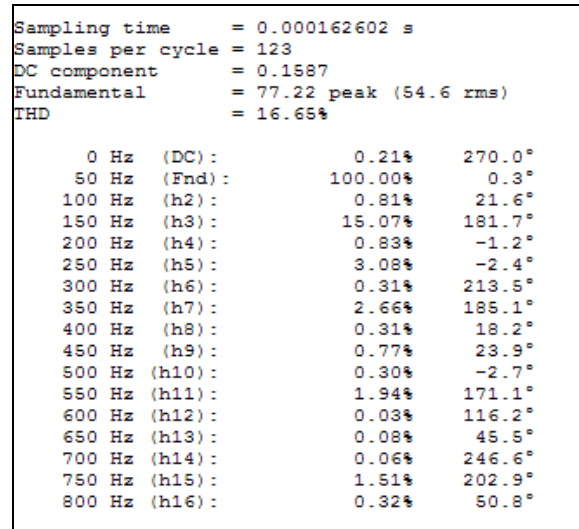 Sampling time = 0.000162602 s
Samples per cycle = 123
DC component = 0.1587
Fundamental = 77.22 peak (54.6 rms)
THD = 16.65%
0 Hz (DC): 0.21% 270.0°
50 Hz (Fnd): 100.00% 0.3°
100 Hz (h2): 0.81% 21.6°
150 Hz (h3): 15.07% 181.7°
200 Hz (h4): 0.83% -1.2°
250 Hz (h5): 3.08% -2.4°
300 Hz (h6): 0.31% 213.5°
350 Hz (h7): 2.66% 185.1°
400 Hz (h8): 0.31% 18.2°
450 Hz (h9): 0.77% 23.9°
500 Hz (h10): 0.30% -2.7°
550 Hz (h11): 1.94% 171.1°
600 Hz (h12): 0.03% 116.2°
650 Hz (h13): 0.08% 45.5°
700 Hz (h14): 0.06% 246.6°
750 Hz (h15): 1.51% 202.9°
800 Hz (h16): 0.32% 50.8°